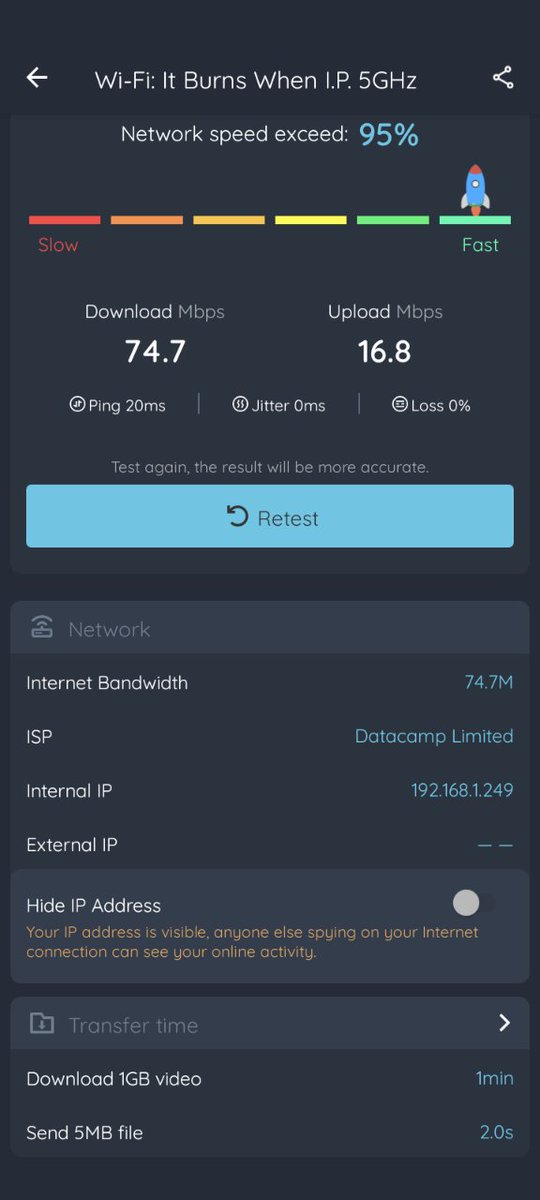 Wi-Fi: It Burns When I.P. 5GHz
Network speed exceed: 95%
Slow
Fast
Download Mbps
Upload Mbps
74.7
16.8
Ping 20ms
Jitter 0ms
Loss 0%
Test again, the result will be more accurate.
Retest
Network
Internet Bandwidth
74.7M
ISP
Datacamp Limited
Internal IP
192.168.1.249
External IP
— —
Hide IP Address
Your IP address is visible, anyone else spying on your Internet
connection can see your online activity.
Transfer time
Download 1GB video
1min
Send 5MB file
2.0s